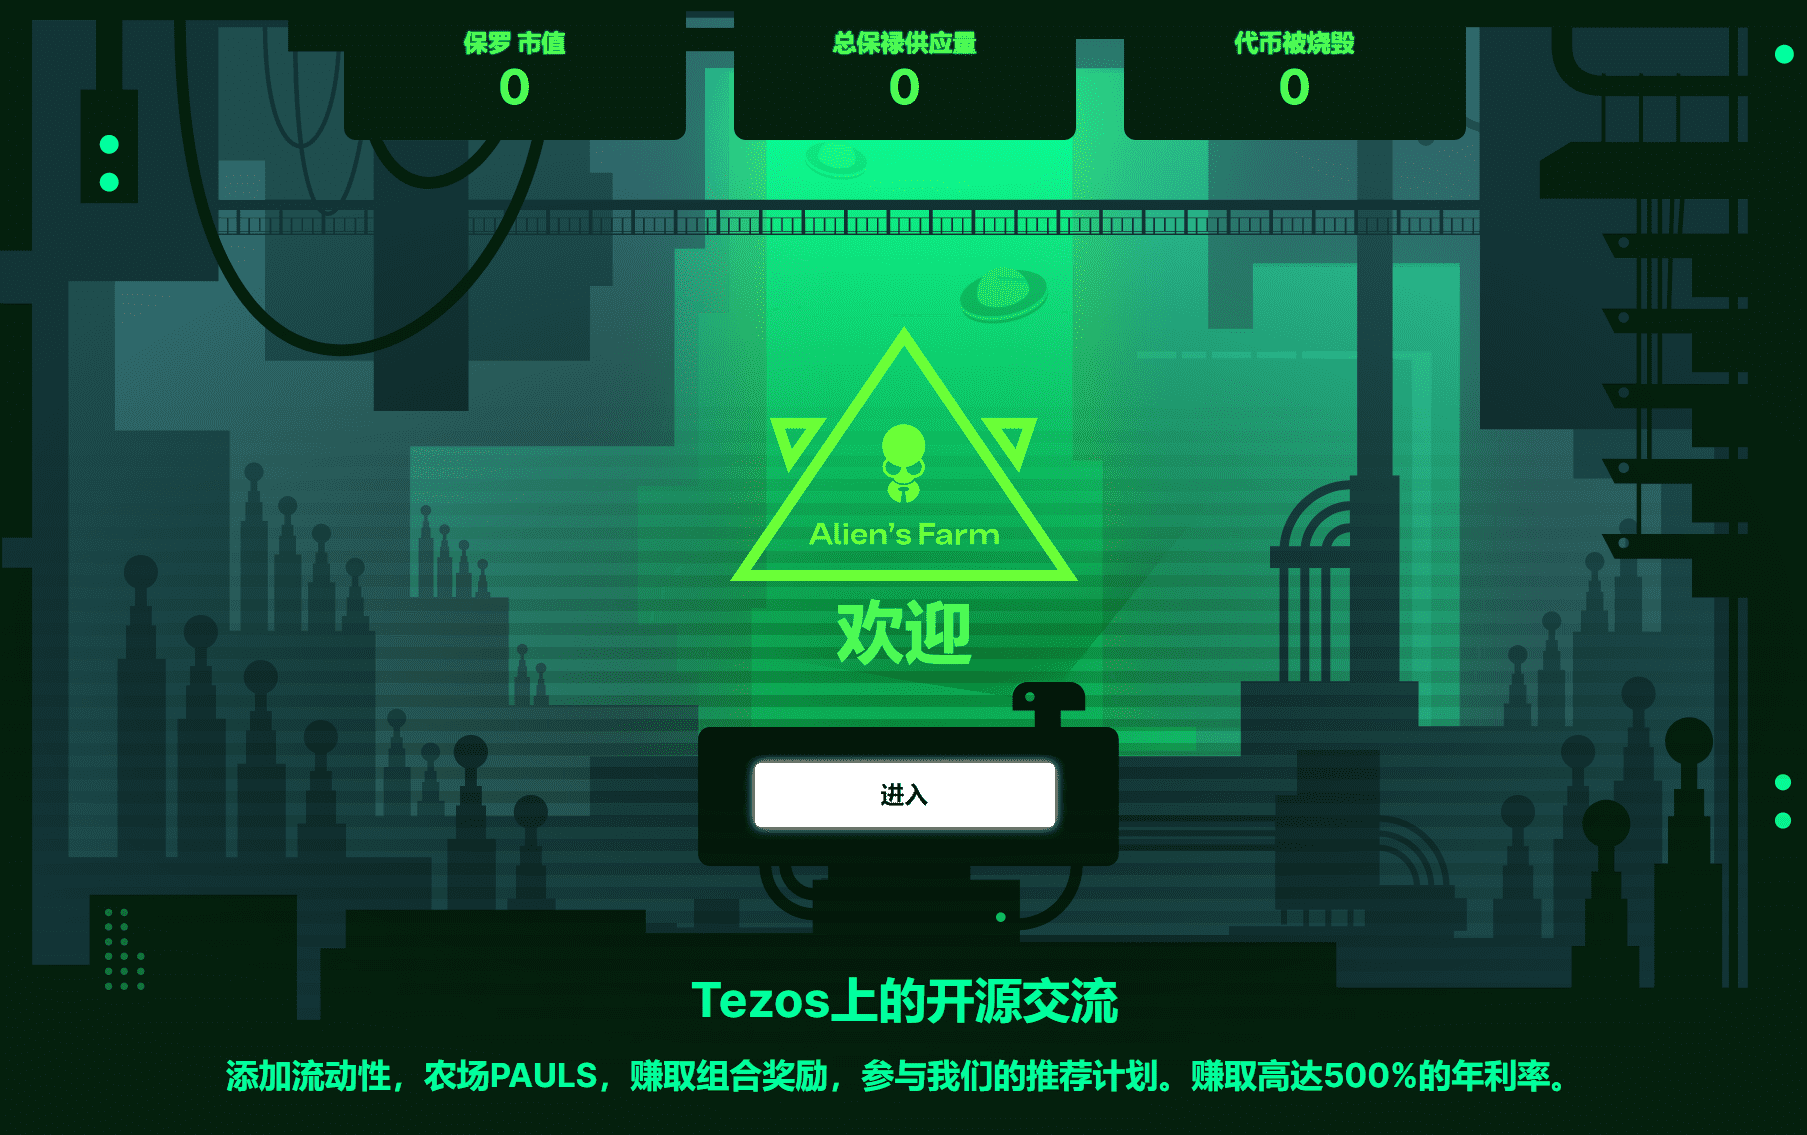 保罗 市值
0
总保禄供应量
0
代币被烧毁
0
Alien's Farm
欢迎
进入
Tezos上的开源交流
添加流动性，农场PAULS，赚取组合奖励，参与我们的推荐计划。赚取高达500%的年利率。